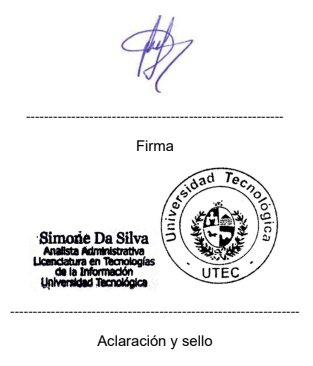 ------------------------------------------------------------
Firma
Universidad Tecnológica
- UTEC -
Simone Da Silva
Analista Administrativa
Licenciatura en Tecnologías
de la Información
Universidad Tecnológica
--------------------------------------------------------------------
Aclaración y sello